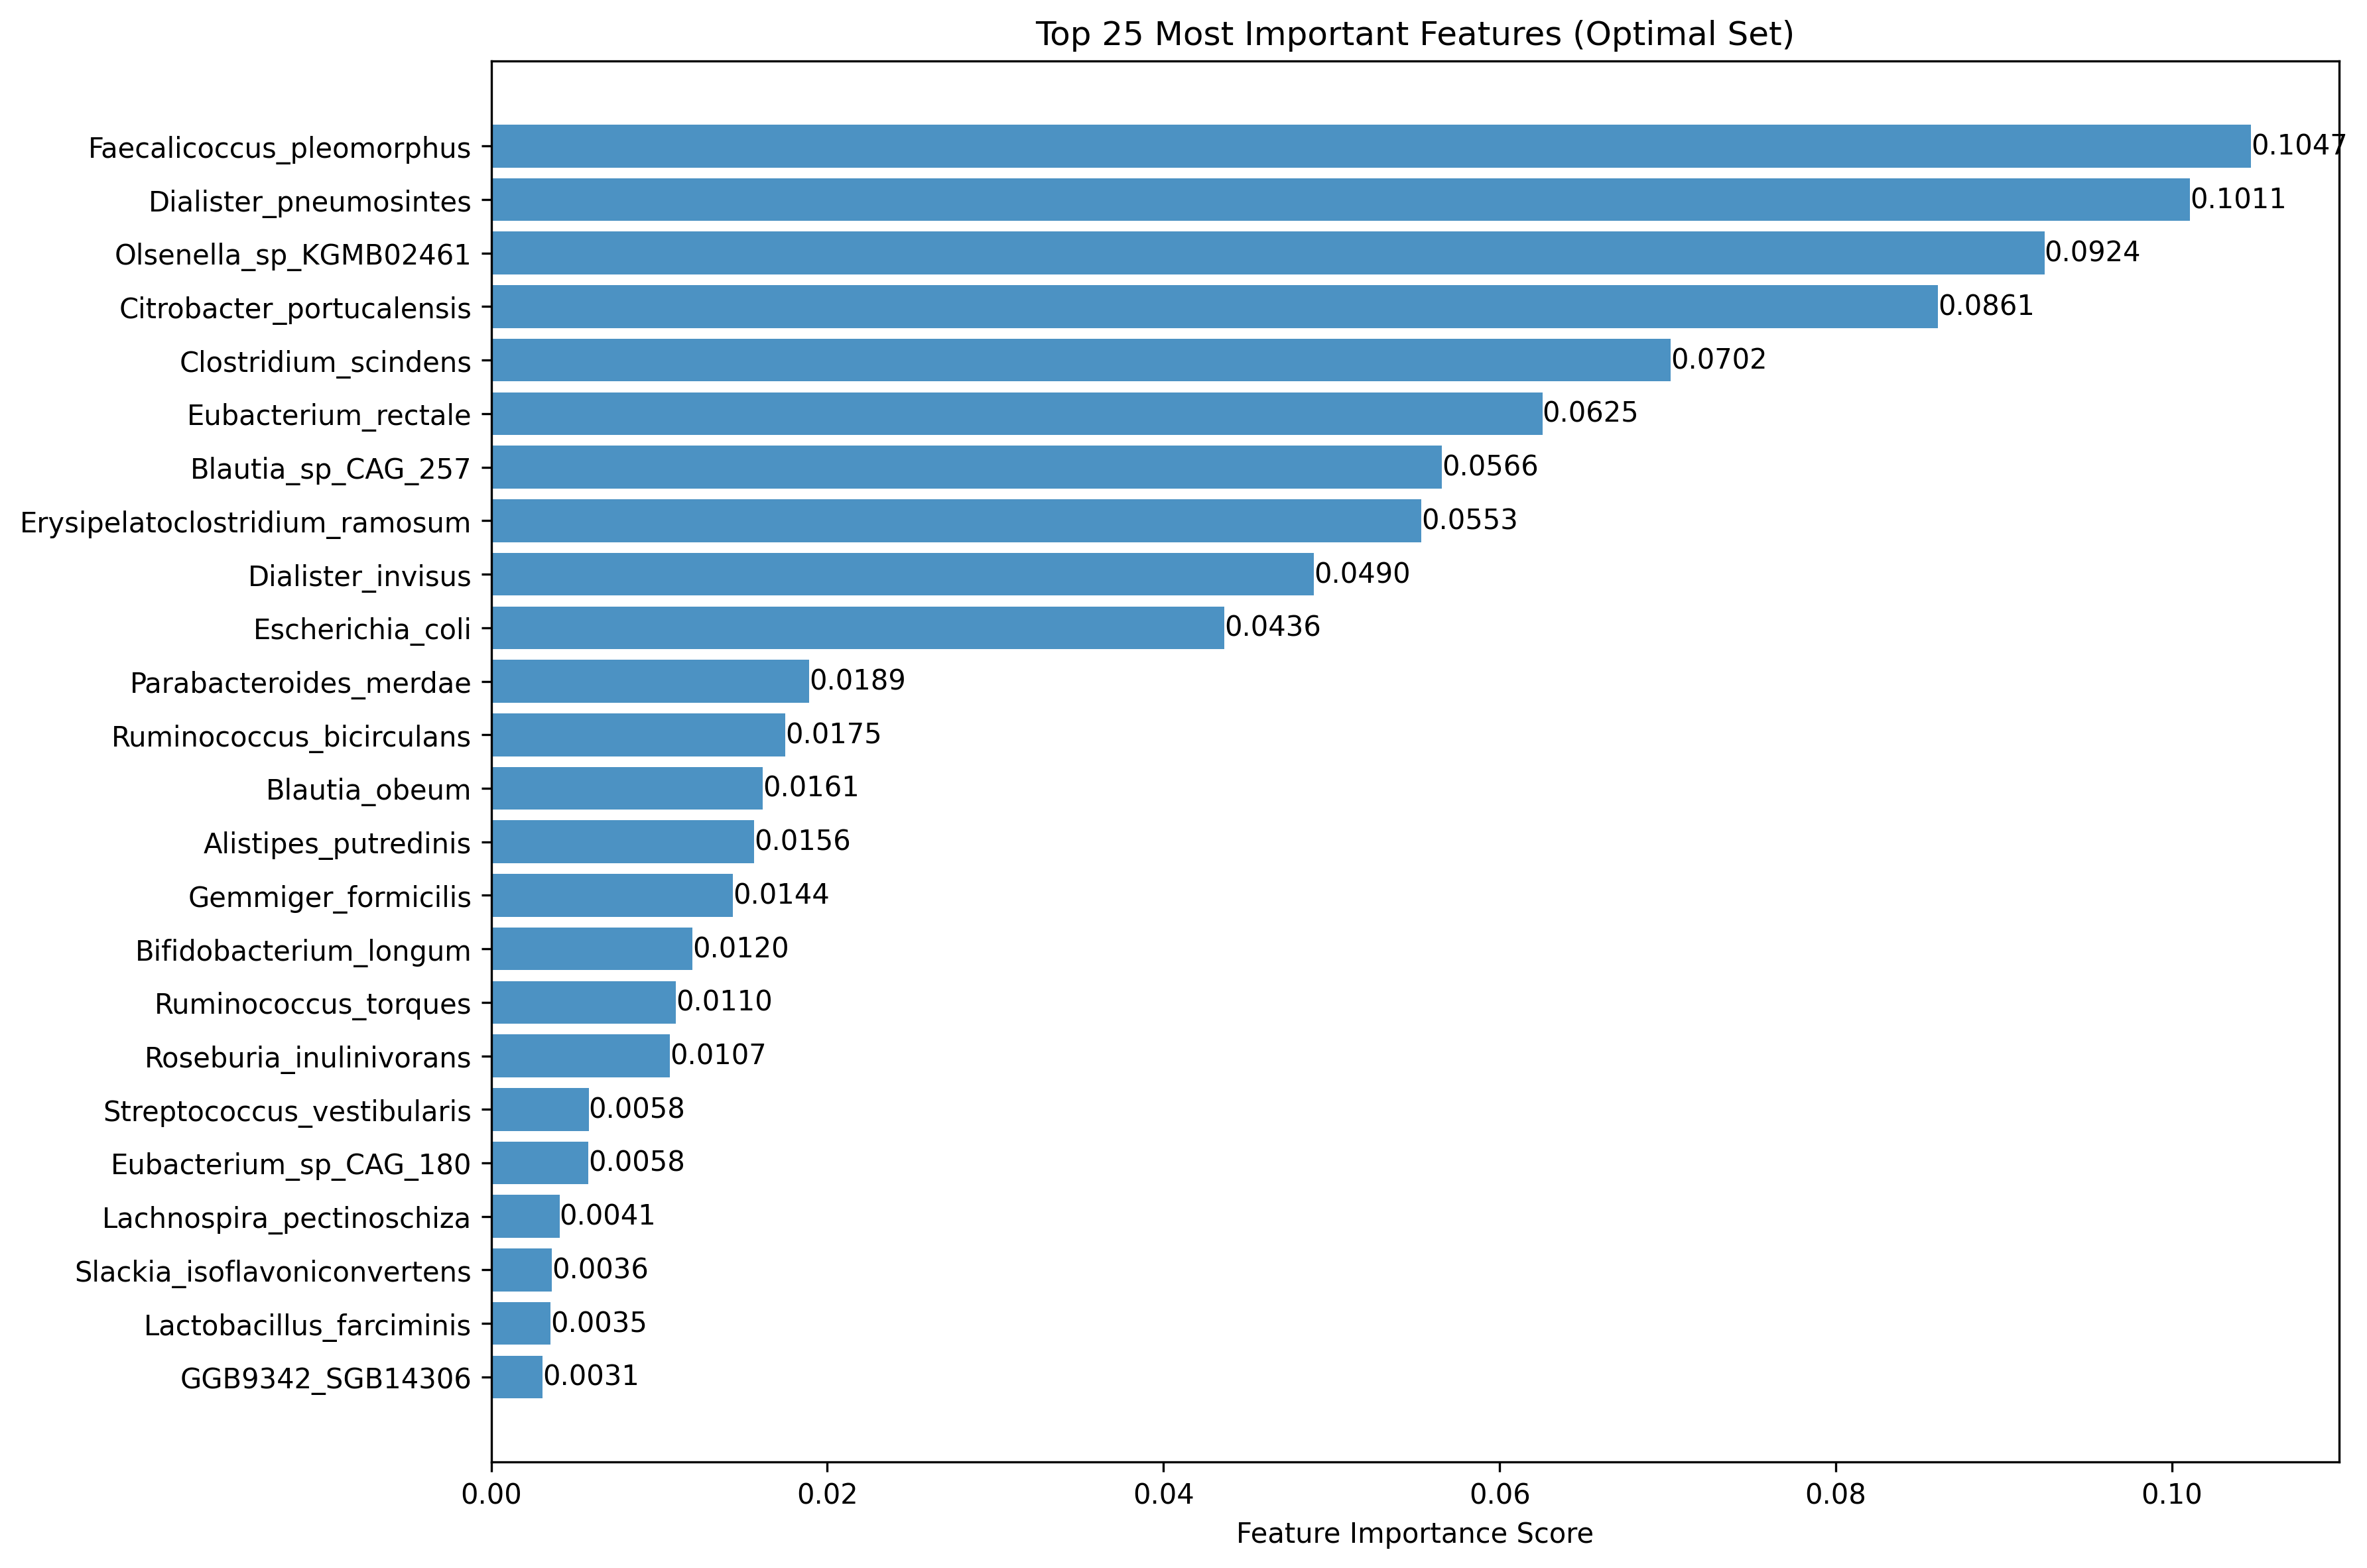 Top 25 Most Important Features (Optimal Set)
Faecalicoccus_pleomorphus 0.1047
Dialister_pneumosintes 0.1011
Olsenella_sp_KGMB02461 0.0924
Citrobacter_portucalensis 0.0861
Clostridium_scindens 0.0702
Eubacterium_rectale 0.0625
Blautia_sp_CAG_257 0.0566
Erysipelatoclostridium_ramosum 0.0553
Dialister_invisus 0.0490
Escherichia_coli 0.0436
Parabacteroides_merdae 0.0189
Ruminococcus_bicirculans 0.0175
Blautia_obeum 0.0161
Alistipes_putredinis 0.0156
Gemmiger_formicilis 0.0144
Bifidobacterium_longum 0.0120
Ruminococcus_torques 0.0110
Roseburia_inulinivorans 0.0107
Streptococcus_vestibularis 0.0058
Eubacterium_sp_CAG_180 0.0058
Lachnospira_pectinoschiza 0.0041
Slackia_isoflavoniconvertens 0.0036
Lactobacillus_farciminis 0.0035
GGB9342_SGB14306 0.0031
0.00 0.02 0.04 0.06 0.08 0.10
Feature Importance Score